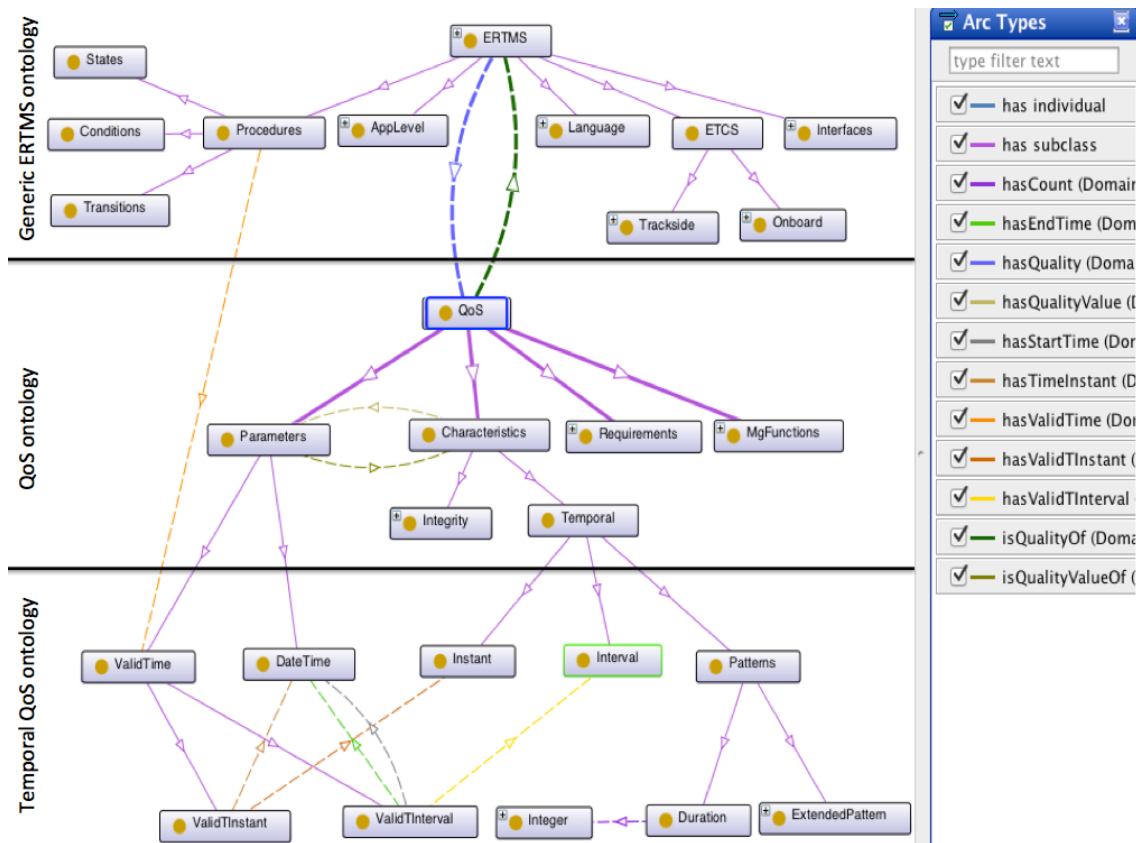 Generic ERTMS ontology
ERTMS
States
Conditions
Procedures
AppLevel
Language
ETCS
Interfaces
Transitions
Trackside
Onboard
QoS ontology
QoS
Parameters
Characteristics
Requirements
MgFunctions
Integrity
Temporal
Temporal QoS ontology
ValidTime
DateTime
Instant
Interval
Patterns
ValidTInstant
ValidTInterval
Integer
Duration
ExtendedPattern
Arc Types
type filter text
has individual
has subclass
hasCount (Domain
hasEndTime (Dom
hasQuality (Doma
hasQualityValue (D
hasStartTime (Dor
hasTimeInstant (D
hasValidTime (Dor
hasValidTInstant (
hasValidTInterval
isQualityOf (Doma
isQualityValueOf (